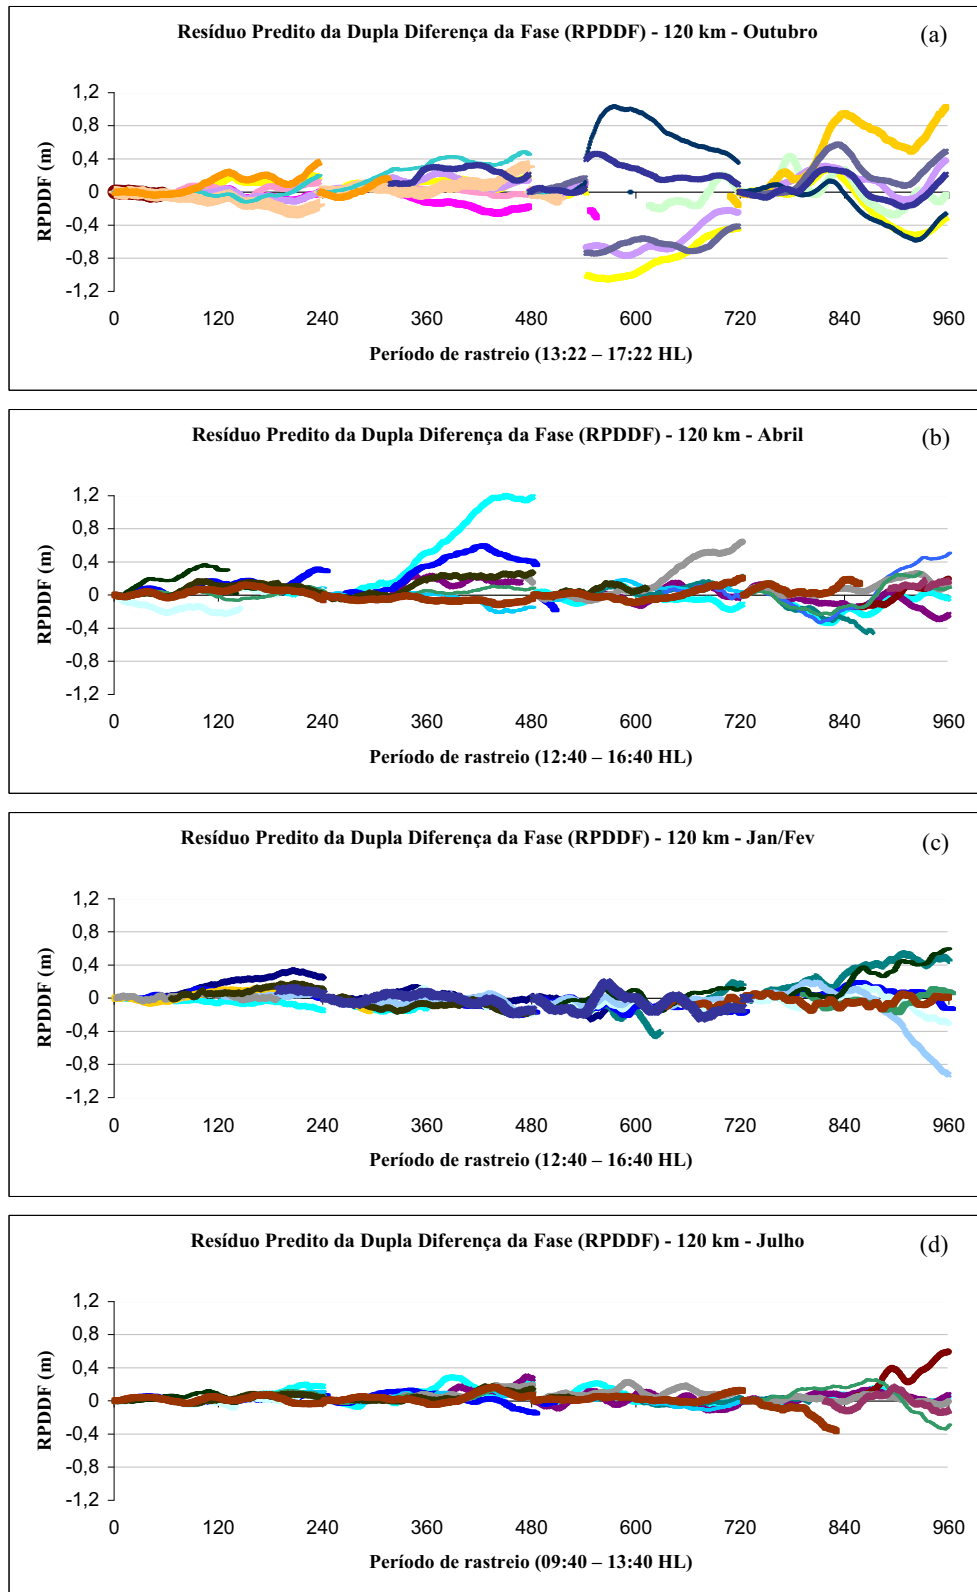 Resíduo Predito da Dupla Diferença da Fase (RPDDF) - 120 km - Outubro
(a)
RPDDF (m)
1,2
0,8
0,4
0
-0,4
-0,8
-1,2
0 120 240 360 480 600 720 840 960
Período de rastreio (13:22 – 17:22 HL)
Resíduo Predito da Dupla Diferença da Fase (RPDDF) - 120 km - Abril
(b)
RPDDF (m)
1,2
0,8
0,4
0
-0,4
-0,8
-1,2
0 120 240 360 480 600 720 840 960
Período de rastreio (12:40 – 16:40 HL)
Resíduo Predito da Dupla Diferença da Fase (RPDDF) - 120 km - Jan/Fev
(c)
RPDDF (m)
1,2
0,8
0,4
0
-0,4
-0,8
-1,2
0 120 240 360 480 600 720 840 960
Período de rastreio (12:40 – 16:40 HL)
Resíduo Predito da Dupla Diferença da Fase (RPDDF) - 120 km - Julho
(d)
RPDDF (m)
1,2
0,8
0,4
0
-0,4
-0,8
-1,2
0 120 240 360 480 600 720 840 960
Período de rastreio (09:40 – 13:40 HL)